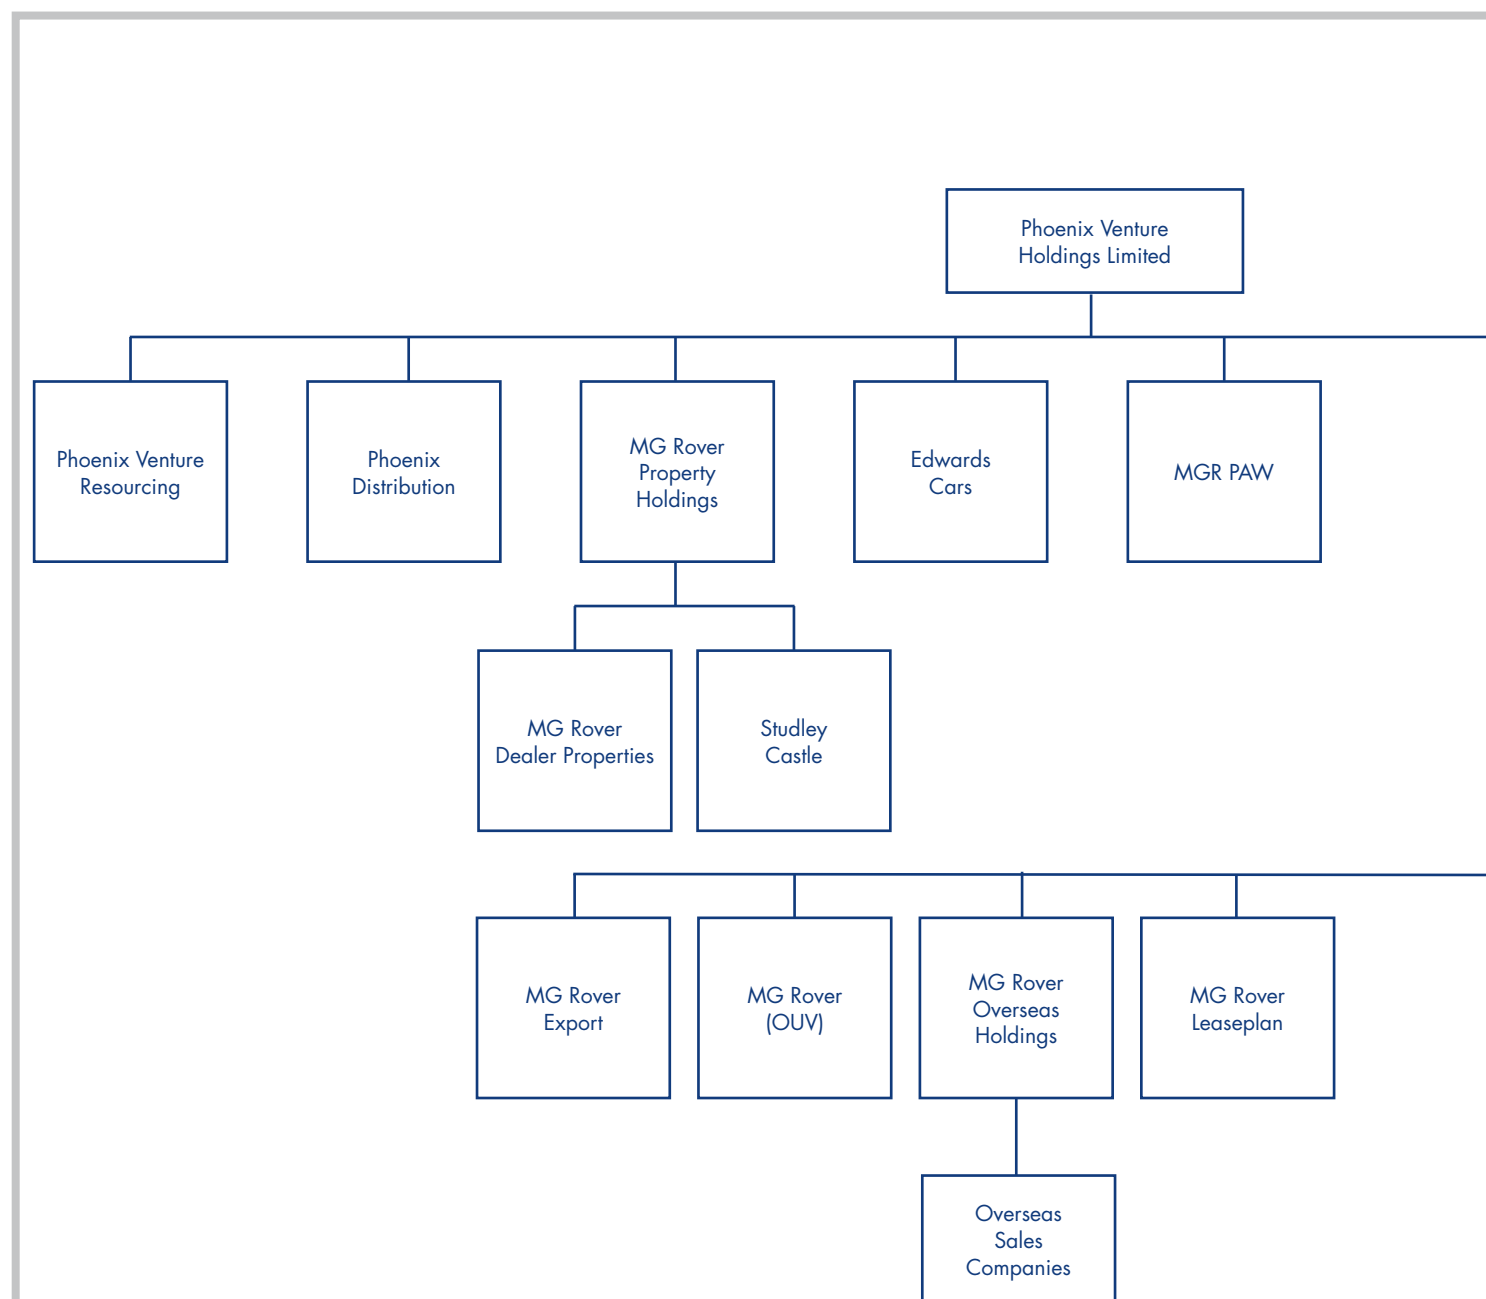 Phoenix Venture
Holdings Limited
Phoenix Venture
Resourcing
Phoenix
Distribution
MG Rover
Property
Holdings
Edwards
Cars
MGR PAW
MG Rover
Dealer Properties
Studley
Castle
MG Rover
Export
MG Rover
(OUV)
MG Rover
Overseas
Holdings
MG Rover
Leaseplan
Overseas
Sales
Companies